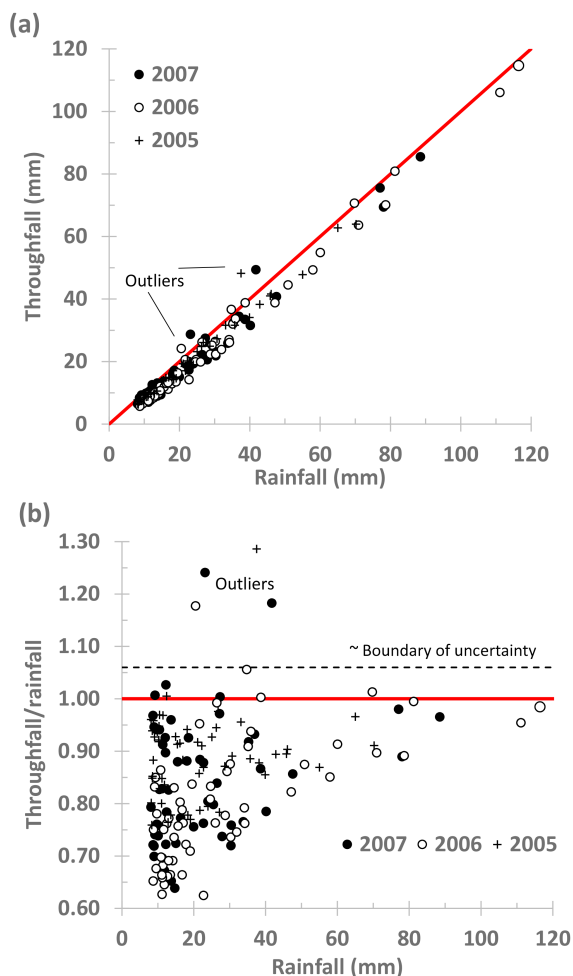 (a)
120
100
80
60
40
20
0
Throughfall (mm)
2007
2006
2005
Outliers
0 20 40 60 80 100 120
Rainfall (mm)
(b)
1.30
1.20
1.10
1.00
0.90
0.80
0.70
0.60
Throughfall/rainfall
Outliers
~ Boundary of uncertainty
2007 2006 2005
0 20 40 60 80 100 120
Rainfall (mm)